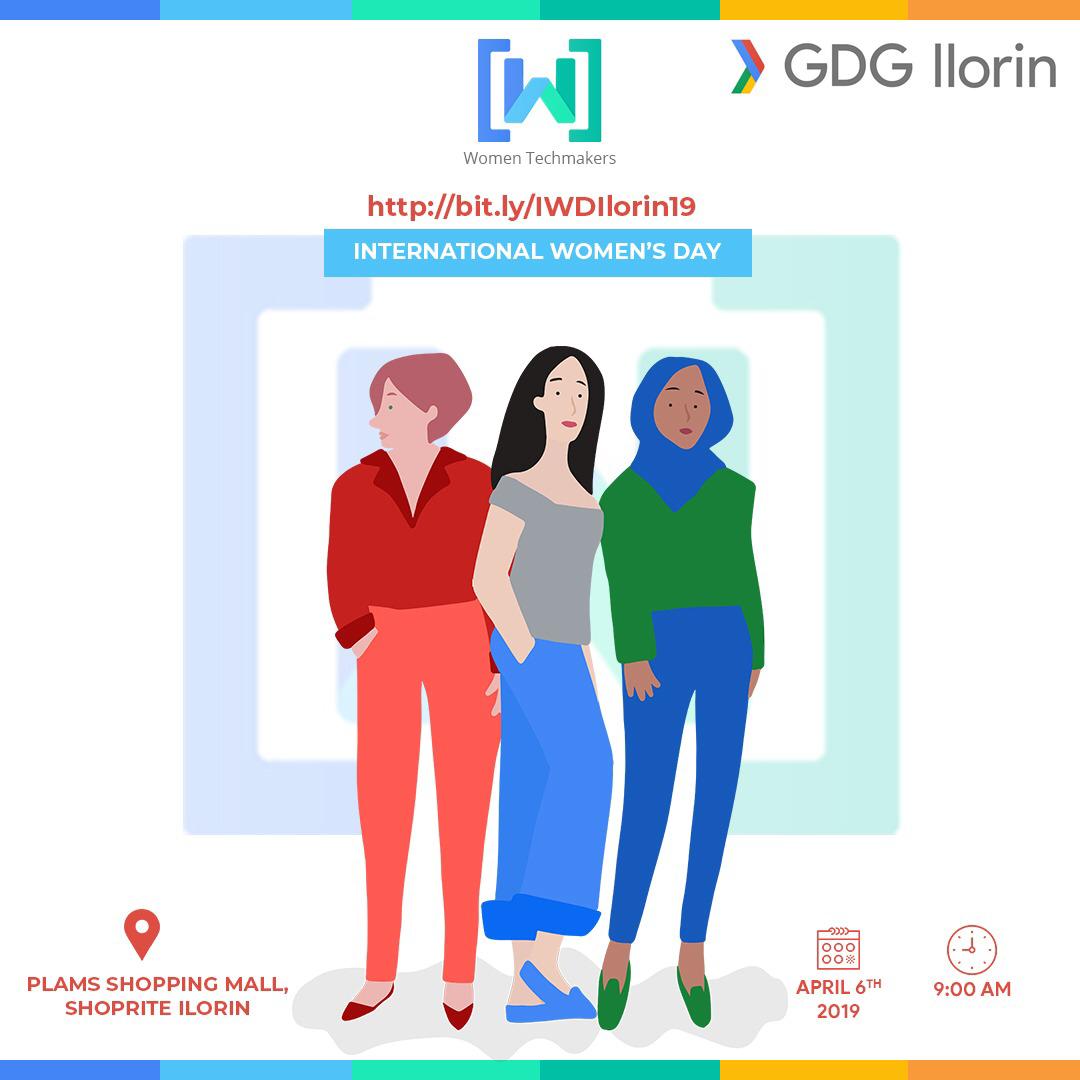 GDG Ilorin
Women Techmakers
http://bit.ly/IWDIlorin19
INTERNATIONAL WOMEN'S DAY
PLAMS SHOPPING MALL,
SHOPRITE ILORIN
APRIL 6TH
2019
9:00 AM